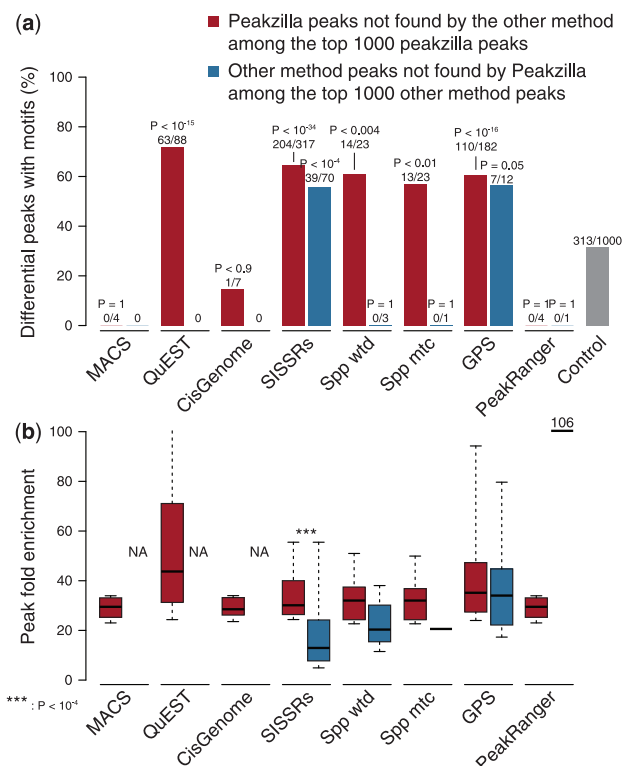 (a)
Peakzilla peaks not found by the other method
among the top 1000 peakzilla peaks
Other method peaks not found by Peakzilla
among the top 1000 other method peaks
Differential peaks with motifs (%)
100
80
60
40
20
0
P = 1
0/4
0
P < 10-15
63/88
0
P < 0.9
1/7
0
P < 10-34
204/317
P < 10-4
39/70
P < 0.004
14/23
P = 1
0/3
P < 0.01
13/23
P = 1
0/1
P < 10-16
110/182
P = 0.05
7/12
P = 1
0/4
P = 1
0/1
313/1000
MACS
QuEST
CisGenome
SISSRs
Spp wtd
Spp mtc
GPS
PeakRanger
Control
(b)
Peak fold enrichment
100
80
60
40
20
0
NA
NA
NA
***
106
MACS
QuEST
CisGenome
SISSRs
Spp wtd
Spp mtc
GPS
PeakRanger
*** : P < 10-4